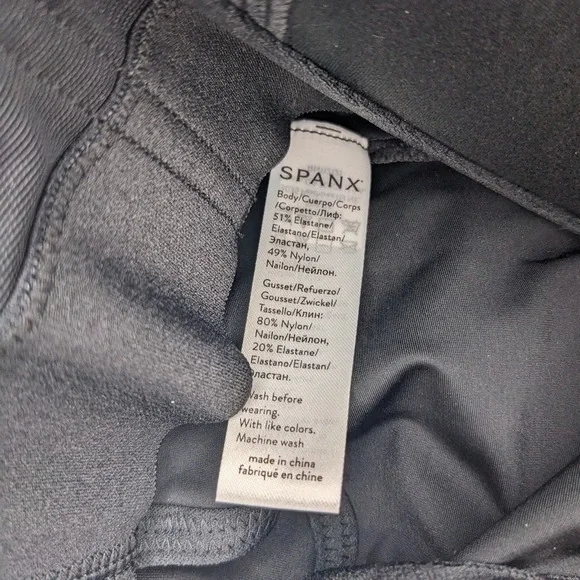 SPANX
Body/Cuerpo/Corps
/Corpetto/Лиф:
51% Elastane/
Elastano/Elastan/
Эластан,
49% Nylon/
Nailon/Нейлон.
Gusset/Refuerzo/
Gousset/Zwickel/
Tassello/Клин:
80% Nylon/
Nailon/Нейлон,
20% Elastane/
Elastano/Elastan/
Эластан.
Wash before
wearing.
With like colors.
Machine wash
made in china
fabriqué en chine